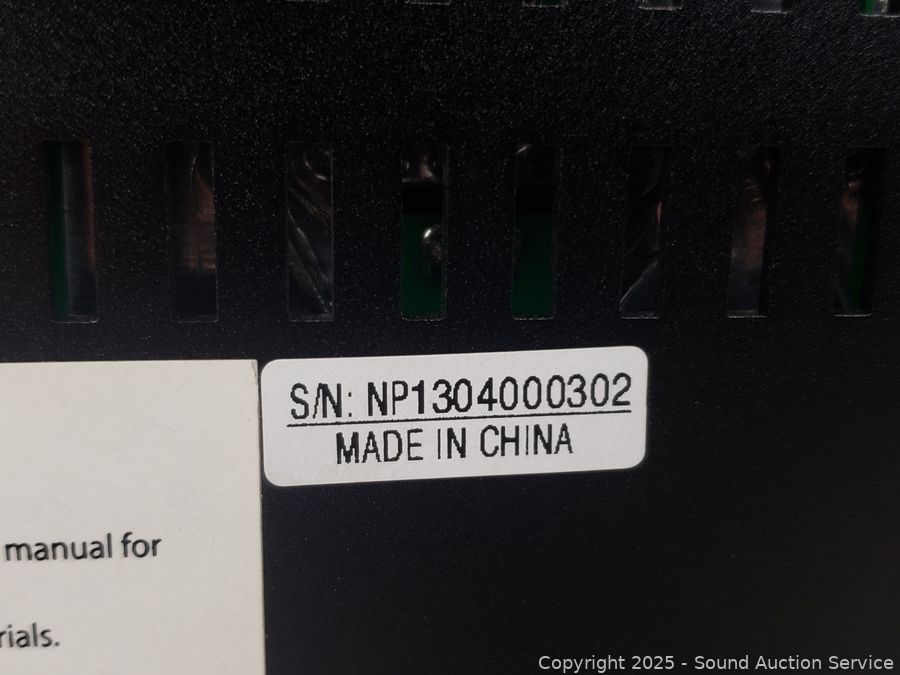 S/N: NP1304000302
MADE IN CHINA
manual for
rials.
Copyright 2025 - Sound Auction Service